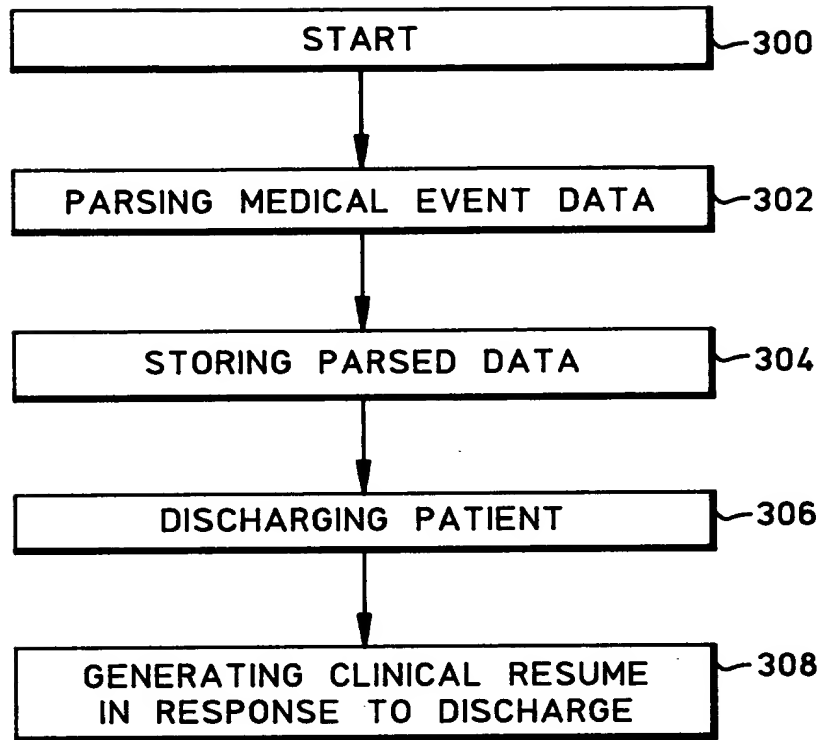 START
300
PARSING MEDICAL EVENT DATA
302
STORING PARSED DATA
304
DISCHARGING PATIENT
306
GENERATING CLINICAL RESUME
IN RESPONSE TO DISCHARGE
308